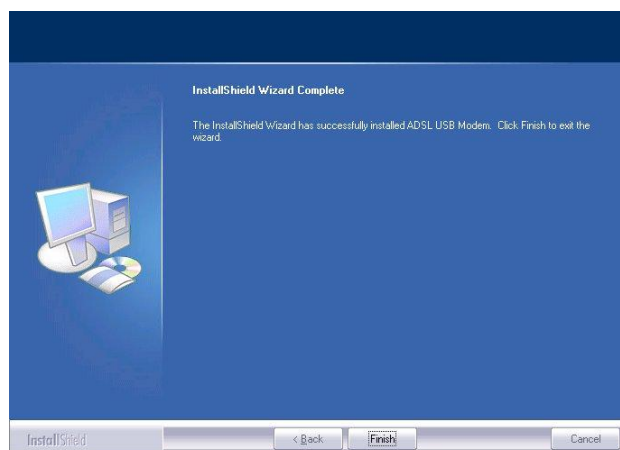 InstallShield Wizard Complete
The InstallShield Wizard has successfully installed ADSL USB Modem. Click Finish to exit the
wizard.
InstallShield
< Back
Finish
Cancel